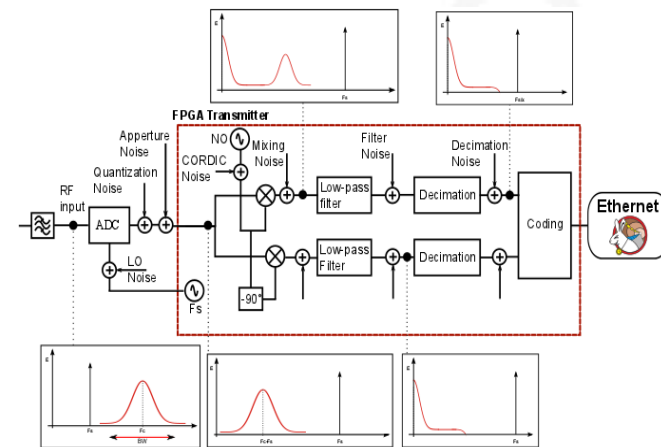 E
Fs
E
Fs/x
FPGA Transmitter
NO
Apperture
Noise
CORDIC
Noise
Mixing
Noise
Filter
Noise
Decimation
Noise
Quantization
Noise
RF
input
ADC
Low-pass
filter
Decimation
Coding
Ethernet
LO
Noise
Low-pass
Filter
Decimation
-90°
Fs
E
Fs
Fc
BW
E
Fc-Fs
Fs
E
Fs